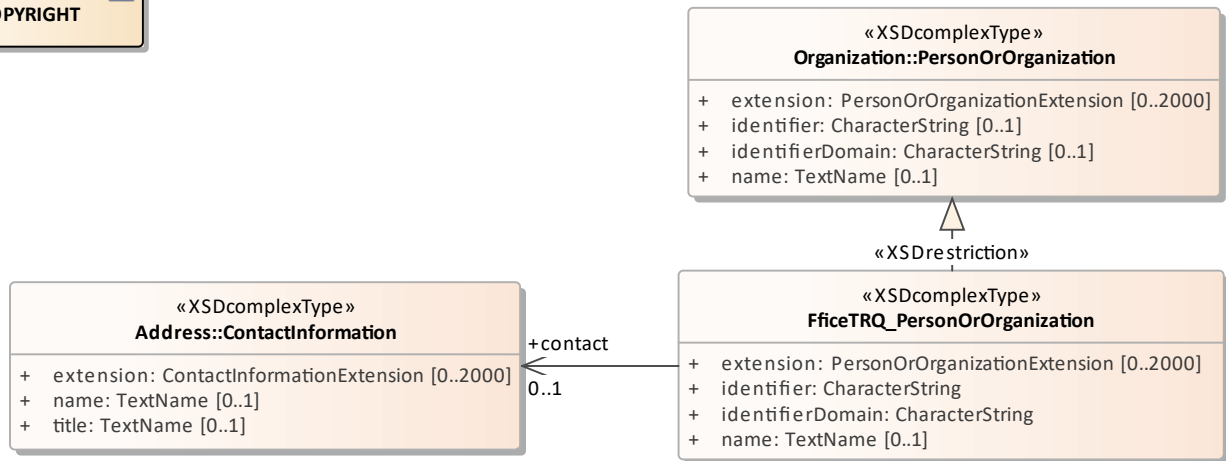 «XSDcomplexType»
Organization::PersonOrOrganization
+ extension: PersonOrOrganizationExtension [0..2000]
+ identifier: CharacterString [0..1]
+ identifierDomain: CharacterString [0..1]
+ name: TextName [0..1]
«XSDrestriction»
«XSDcomplexType»
Address::ContactInformation
+ extension: ContactInformationExtension [0..2000]
+ name: TextName [0..1]
+ title: TextName [0..1]
+contact
0..1
«XSDcomplexType»
FficeTRQ_PersonOrOrganization
+ extension: PersonOrOrganizationExtension [0..2000]
+ identifier: CharacterString
+ identifierDomain: CharacterString
+ name: TextName [0..1]